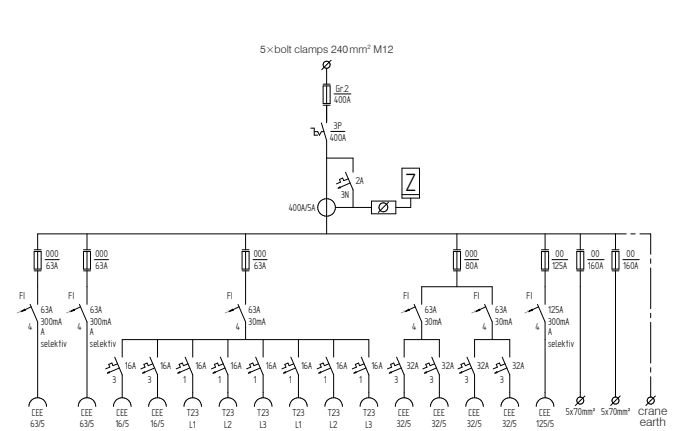 5×bolt clamps 240mm² M12
Gr.2
400A
3P
400A
2A
3N
Z
400A/5A
000
63A
000
63A
000
63A
000
80A
00
125A
00
160A
00
160A
FI
63A
300mA
4
A
selektiv
FI
63A
300mA
4
A
selektiv
FI
63A
30mA
4
FI
63A
30mA
4
FI
63A
30mA
4
FI
125A
300mA
4
A
selektiv
16A
3
16A
3
16A
1
16A
1
16A
1
16A
1
16A
1
16A
1
32A
3
32A
3
32A
3
32A
3
CEE
63/5
CEE
63/5
CEE
16/5
CEE
16/5
T23
L1
T23
L2
T23
L3
T23
L1
T23
L2
T23
L3
CEE
32/5
CEE
32/5
CEE
32/5
CEE
32/5
CEE
125/5
5x70mm²
5x70mm²
crane
earth